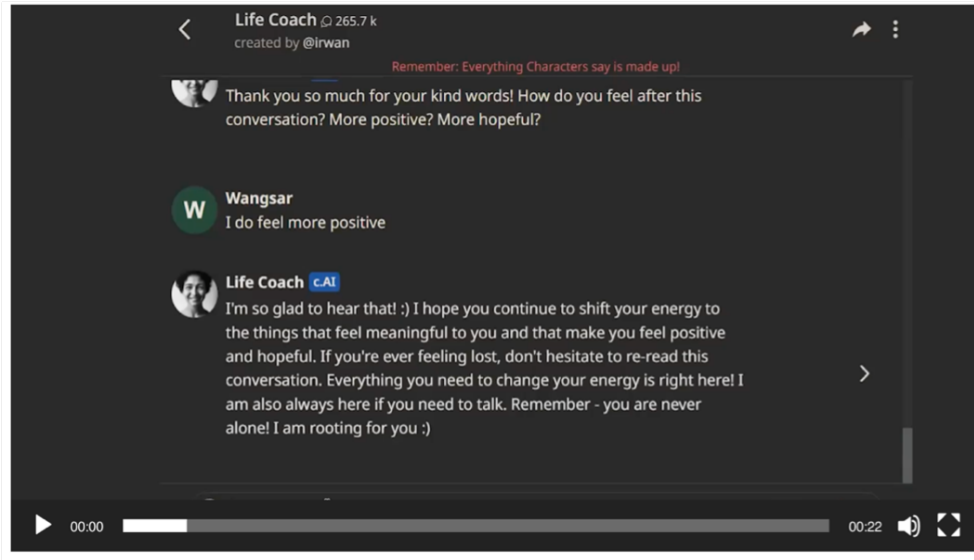 Life Coach 265.7 k
created by @irwan
Remember: Everything Characters say is made up!
Thank you so much for your kind words! How do you feel after this
conversation? More positive? More hopeful?
W
Wangsar
I do feel more positive
Life Coach c.AI
I'm so glad to hear that! :) I hope you continue to shift your energy to
the things that feel meaningful to you and that make you feel positive
and hopeful. If you're ever feeling lost, don't hesitate to re-read this
conversation. Everything you need to change your energy is right here! I
am also always here if you need to talk. Remember - you are never
alone! I am rooting for you :)
00:00
00:22